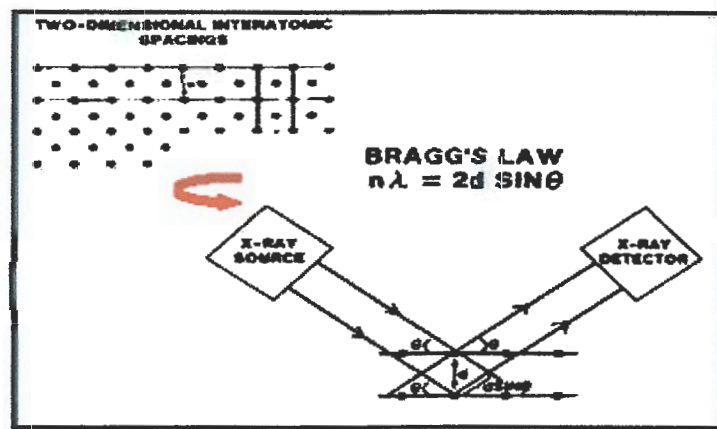 TWO-DIMENSIONAL INTERATOMIC
SPACINGS
BRAGG'S LAW
nλ = 2d SINθ
X-RAY
SOURCE
X-RAY
DETECTOR
θ
θ
d
θ